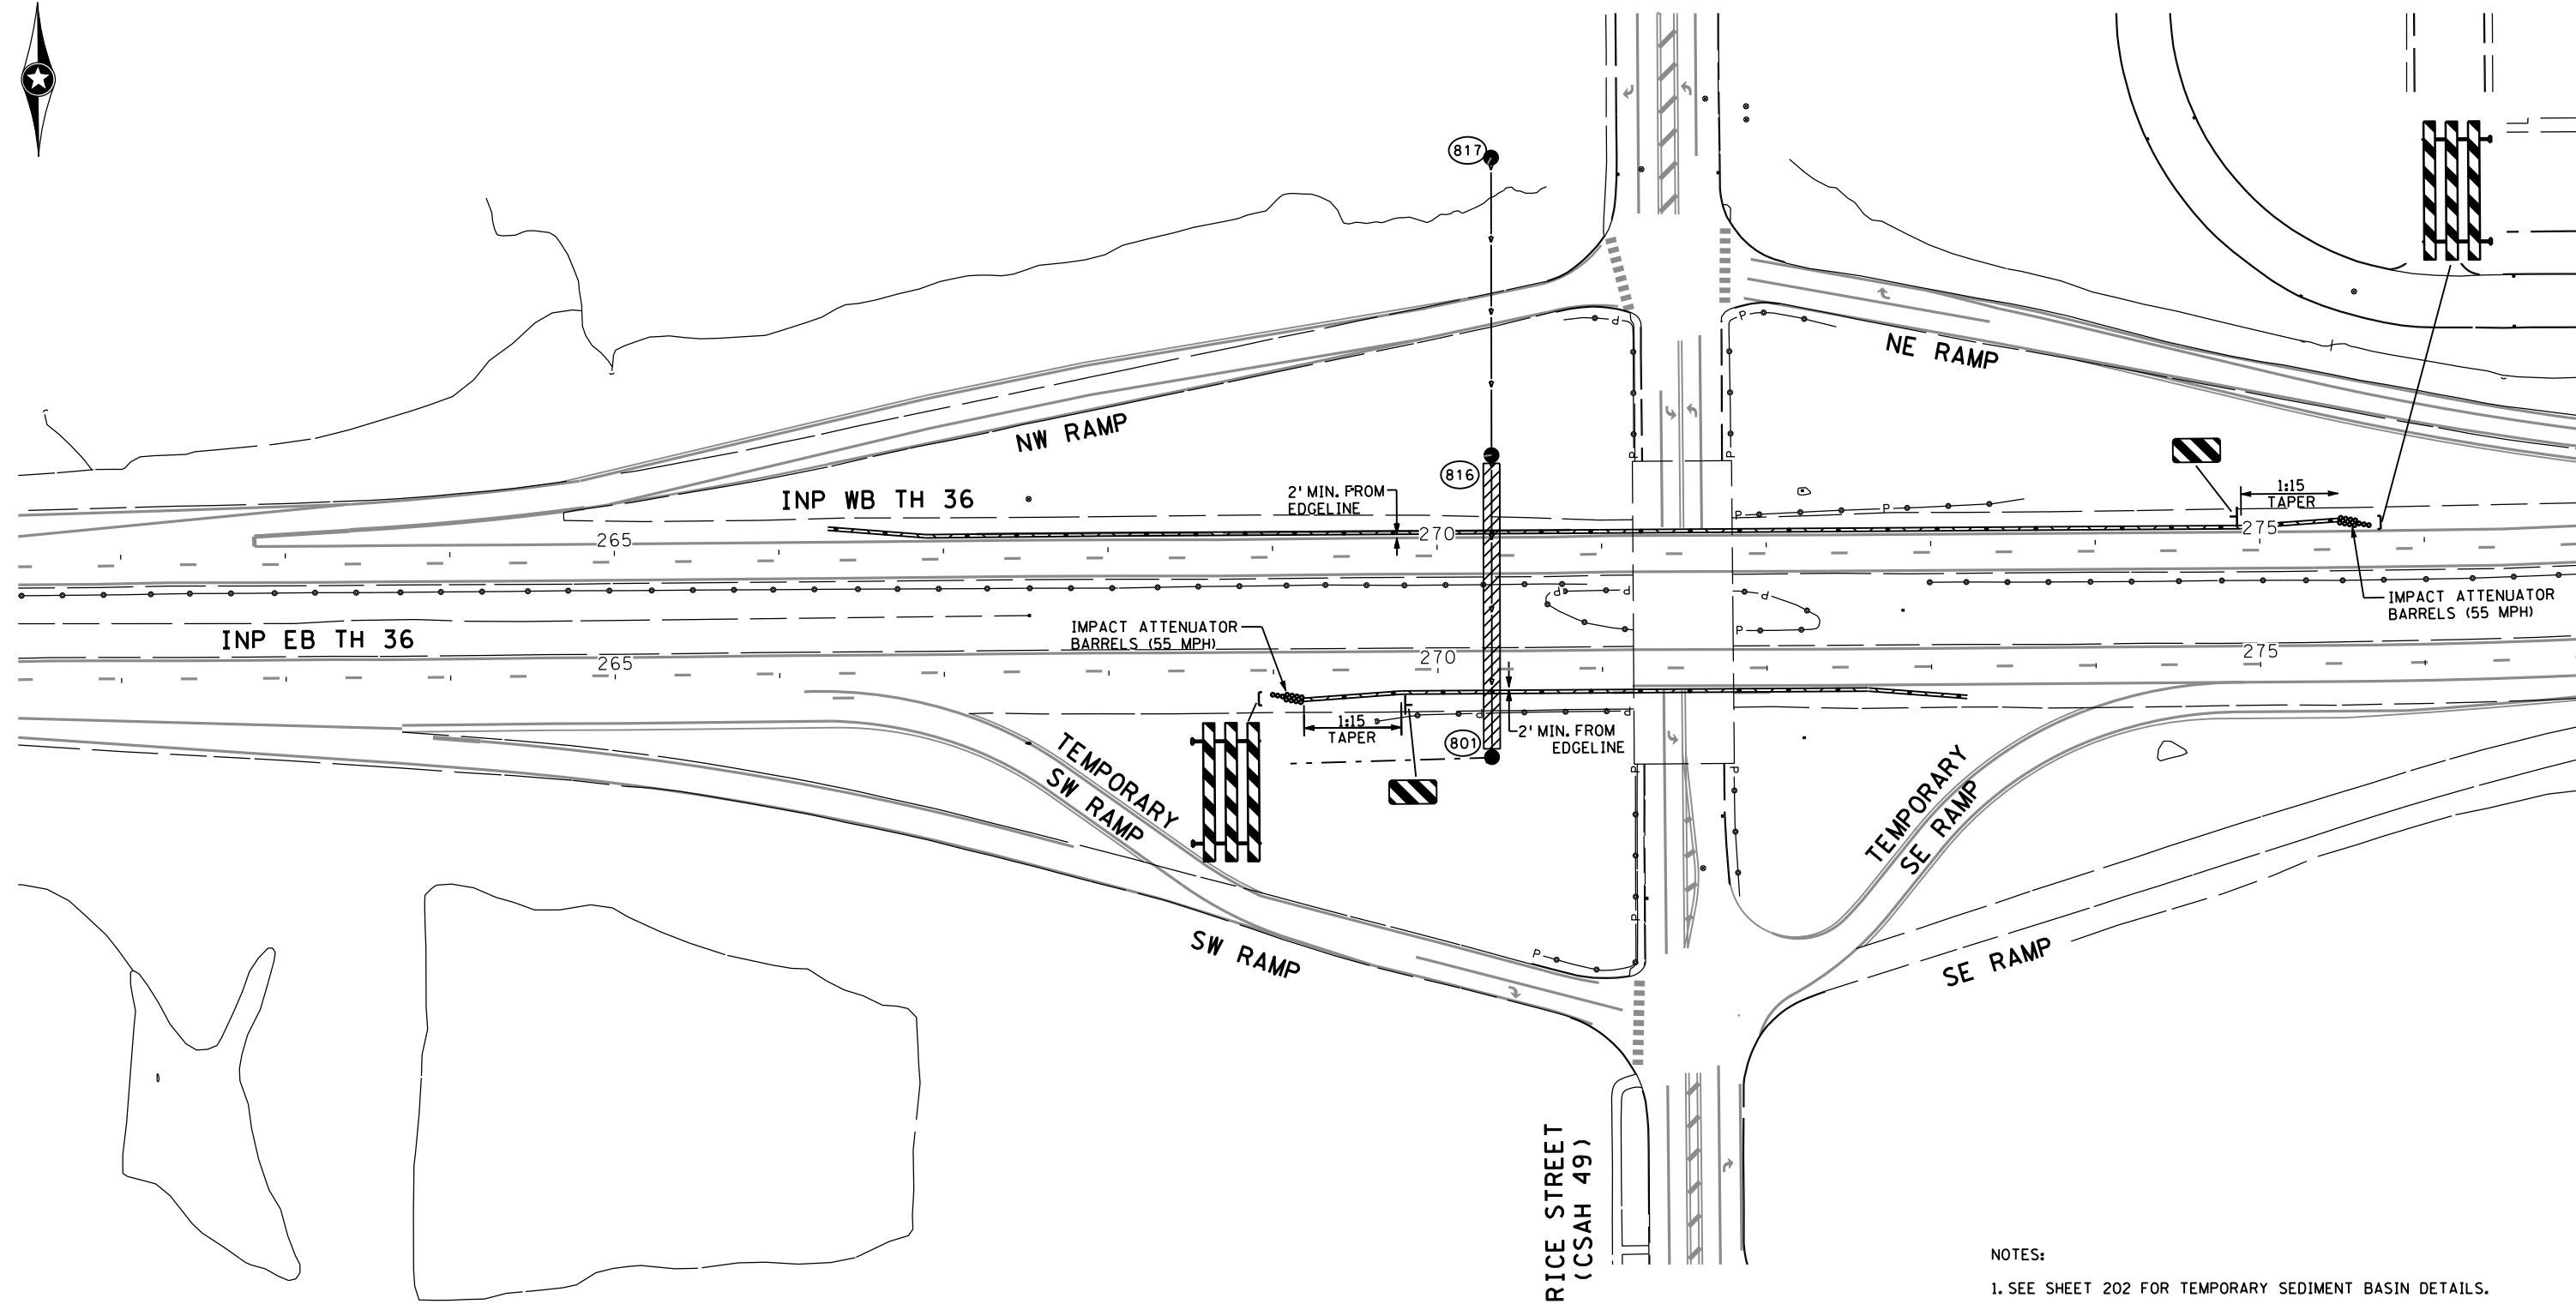 817
NE RAMP
NW RAMP
816
1:15
TAPER
INP WB TH 36
2' MIN. FROM
EDGELINE
265
270
275
IMPACT ATTENUATOR
BARRELS (55 MPH)
INP EB TH 36
IMPACT ATTENUATOR
BARRELS (55 MPH)
265
270
275
1:15
TAPER
801
2' MIN. FROM
EDGELINE
TEMPORARY
SW RAMP
TEMPORARY
SE RAMP
SW RAMP
SE RAMP
RICE STREET
(CSAH 49)
NOTES:
1. SEE SHEET 202 FOR TEMPORARY SEDIMENT BASIN DETAILS.